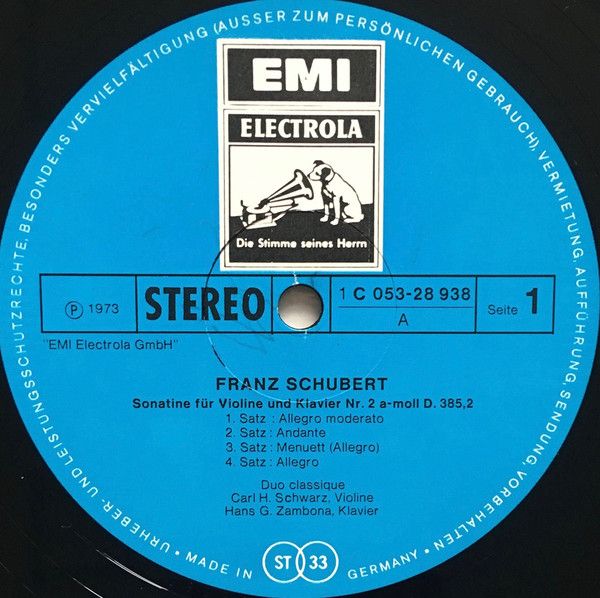 URHEBER- UND LEISTUNGSSCHUTZRECHTE, BESONDERS VERVIELFÄLTIGUNG (AUSSER ZUM PERSÖNLICHEN GEBRAUCH), VERMIETUNG, AUFFÜHRUNG, SENDUNG, VORBEHALTEN •
EMI
ELECTROLA
Die Stimme seines Herrn
Ⓟ 1973
STEREO
1 C 053-28 938
A
Seite 1
"EMI Electrola GmbH"
FRANZ SCHUBERT
Sonatine für Violine und Klavier Nr. 2 a-moll D. 385,2
1. Satz : Allegro moderato
2. Satz : Andante
3. Satz : Menuett (Allegro)
4. Satz : Allegro
Duo classique
Carl H. Schwarz, Violine
Hans G. Zambona, Klavier
• MADE IN ST 33 GERMANY •